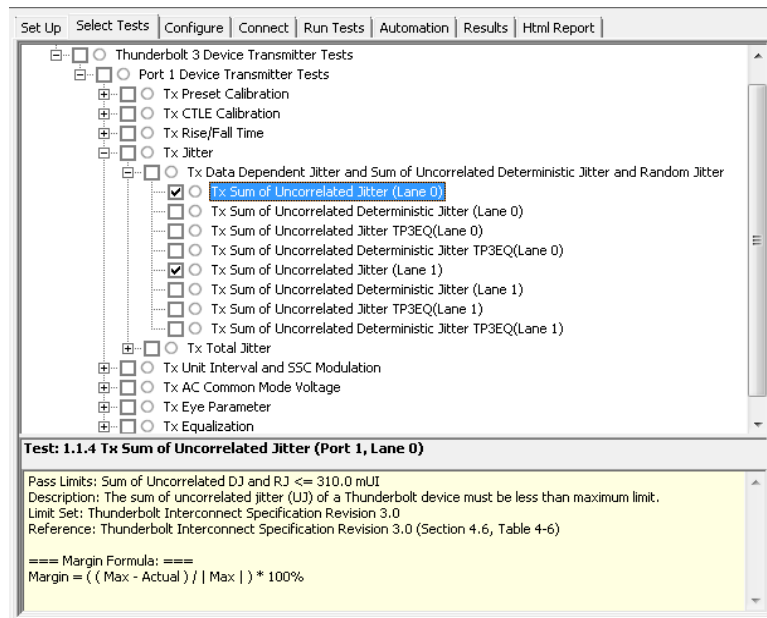 Set Up Select Tests Configure Connect Run Tests Automation Results Html Report
Thunderbolt 3 Device Transmitter Tests
Port 1 Device Transmitter Tests
Tx Preset Calibration
Tx CTLE Calibration
Tx Rise/Fall Time
Tx Jitter
Tx Data Dependent Jitter and Sum of Uncorrelated Deterministic Jitter and Random Jitter
Tx Sum of Uncorrelated Jitter (Lane 0)
Tx Sum of Uncorrelated Deterministic Jitter (Lane 0)
Tx Sum of Uncorrelated Jitter TP3EQ(Lane 0)
Tx Sum of Uncorrelated Deterministic Jitter TP3EQ(Lane 0)
Tx Sum of Uncorrelated Jitter (Lane 1)
Tx Sum of Uncorrelated Deterministic Jitter (Lane 1)
Tx Sum of Uncorrelated Jitter TP3EQ(Lane 1)
Tx Sum of Uncorrelated Deterministic Jitter TP3EQ(Lane 1)
Tx Total Jitter
Tx Unit Interval and SSC Modulation
Tx AC Common Mode Voltage
Tx Eye Parameter
Tx Equalization
Test: 1.1.4 Tx Sum of Uncorrelated Jitter (Port 1, Lane 0)
Pass Limits: Sum of Uncorrelated DJ and RJ <= 310.0 mUI
Description: The sum of uncorrelated jitter (UJ) of a Thunderbolt device must be less than maximum limit.
Limit Set: Thunderbolt Interconnect Specification Revision 3.0
Reference: Thunderbolt Interconnect Specification Revision 3.0 (Section 4.6, Table 4-6)
=== Margin Formula: ===
Margin = ( ( Max - Actual ) / | Max | ) * 100%